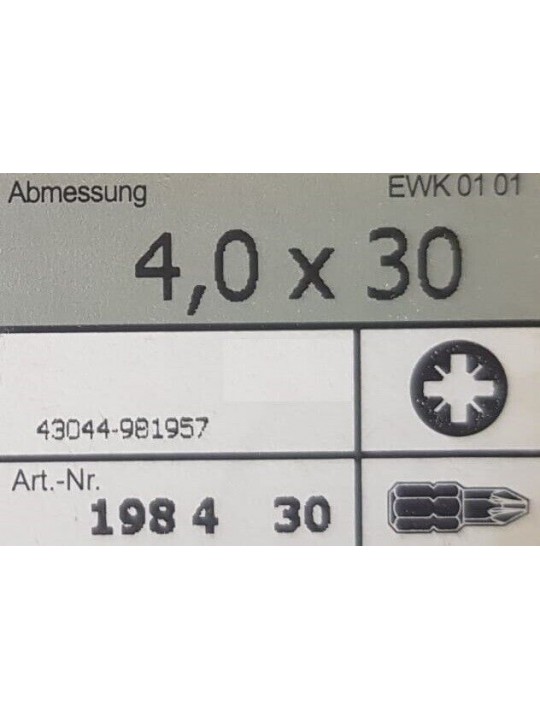 Abmessung EWK 01 01
4,0 x 30
43044-981957
Art.-Nr.
198 4 30